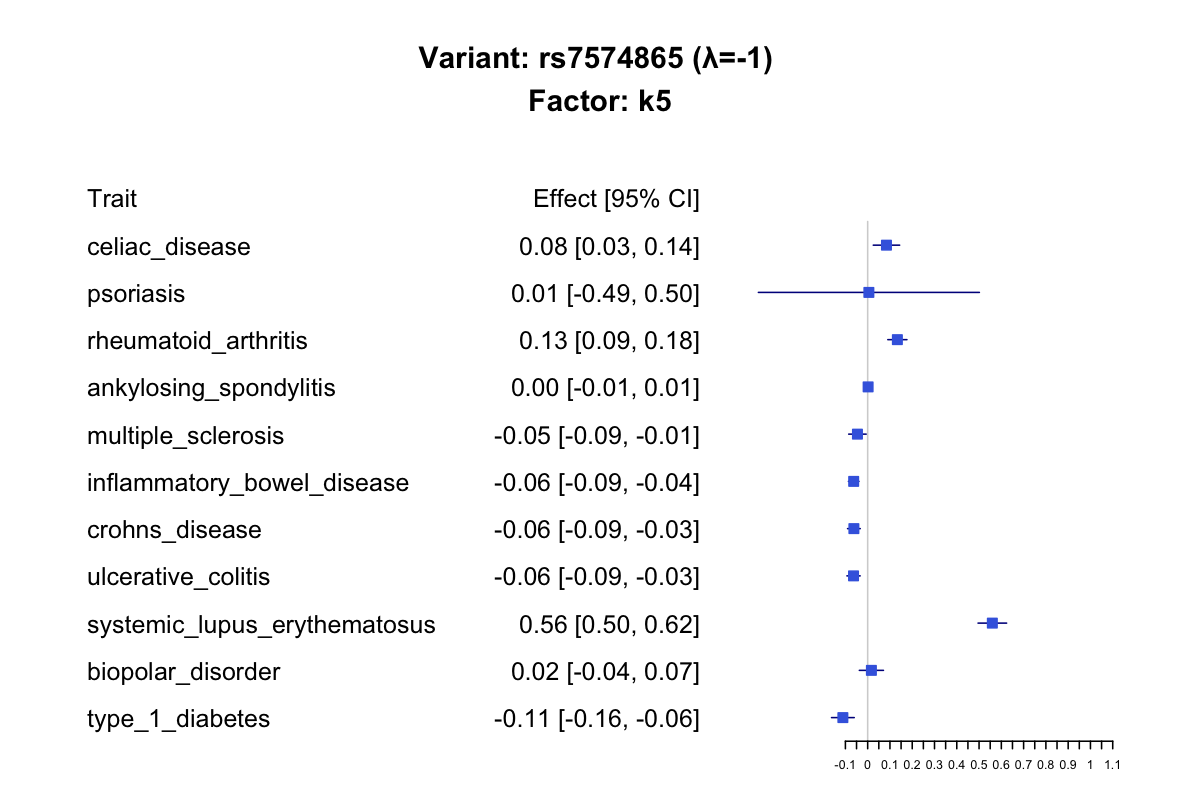 Variant: rs7574865 (λ=-1)
Factor: k5
Trait Effect [95% CI]
celiac_disease 0.08 [0.03, 0.14]
psoriasis 0.01 [-0.49, 0.50]
rheumatoid_arthritis 0.13 [0.09, 0.18]
ankylosing_spondylitis 0.00 [-0.01, 0.01]
multiple_sclerosis -0.05 [-0.09, -0.01]
inflammatory_bowel_disease -0.06 [-0.09, -0.04]
crohns_disease -0.06 [-0.09, -0.03]
ulcerative_colitis -0.06 [-0.09, -0.03]
systemic_lupus_erythematosus 0.56 [0.50, 0.62]
biopolar_disorder 0.02 [-0.04, 0.07]
type_1_diabetes -0.11 [-0.16, -0.06]
-0.1 0 0.1 0.2 0.3 0.4 0.5 0.6 0.7 0.8 0.9 1 1.1